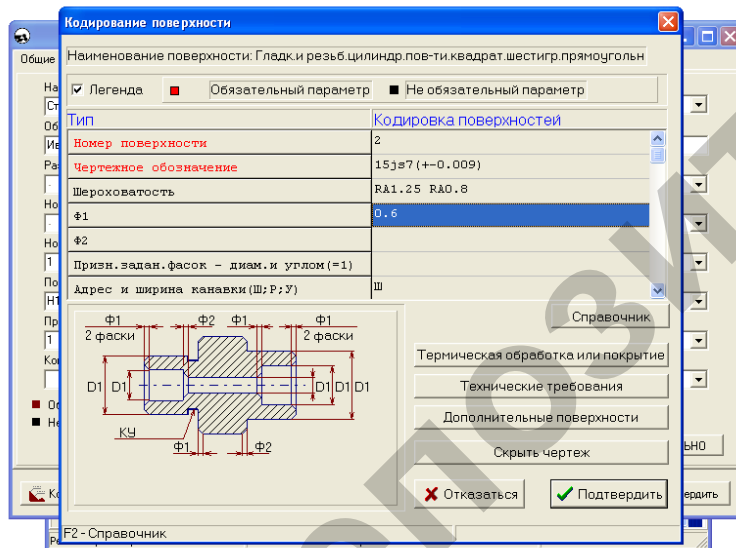 Кодирование поверхности
Общие
Наименование поверхности: Гладк.и резьб.цилиндр.пов-ти.квадрат.шестигр.прямоугольн
Легенда
Обязательный параметр
Не обязательный параметр
Тип
Кодировка поверхностей
Номер поверхности
2
Чертежное обозначение
15js7(+-0.009)
Шероховатость
RA1.25 RA0.8
Ф1
0.6
Ф2
Призн.задан.фасок - диам.и углом(=1)
Адрес и ширина канавки(Ш;Р;У)
Ш
Ф1 Ф2 Ф1 Ф1
2 фаски 2 фаски
D1 D1 D1 D1 D1
КУ
Ф1 Ф2
Справочник
Термическая обработка или покрытие
Технические требования
Дополнительные поверхности
Скрыть чертеж
Отказаться
Подтвердить
F2 - Справочник